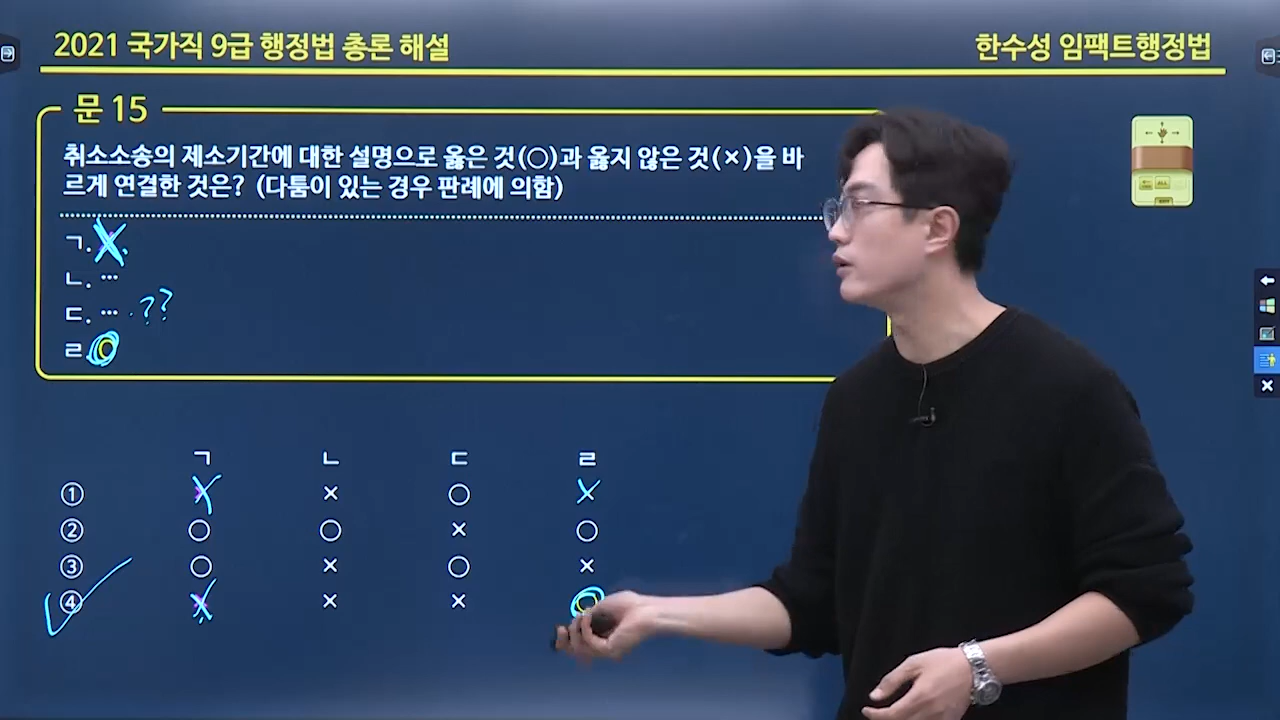 2021 국가직 9급 행정법 총론 해설
한수성 임팩트행정법
문 15
취소소송의 제소기간에 대한 설명으로 옳은 것(○)과 옳지 않은 것(×)을 바
르게 연결한 것은? (다툼이 있는 경우 판례에 의함)
ㄱ. X
ㄴ. ···
ㄷ. ··· ??
ㄹ. ○
ㄱ ㄴ ㄷ ㄹ
① × × ○ ×
② ○ ○ × ○
③ ○ × ○ ×
④ × × × ○